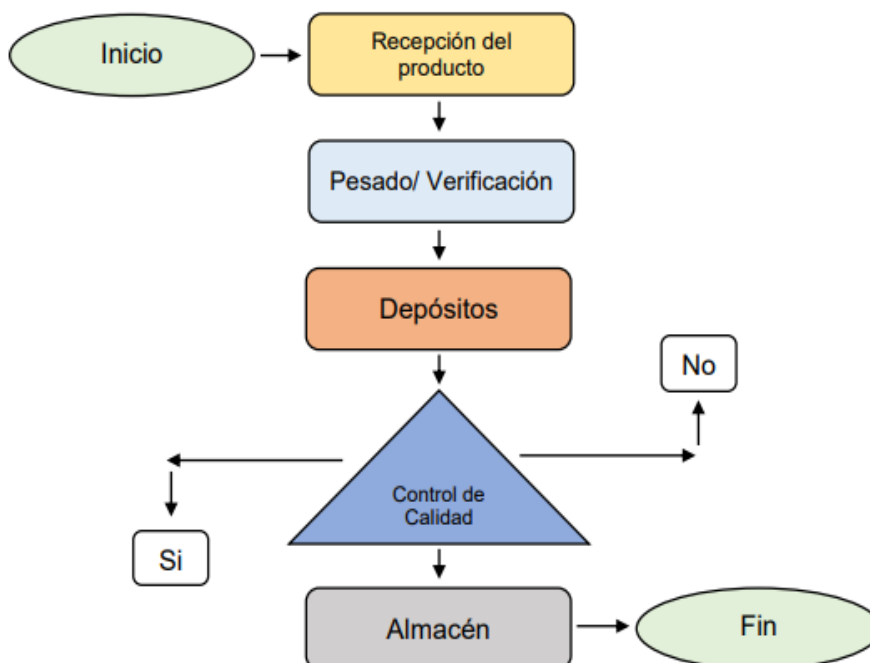 Inicio
Recepción del
producto
Pesado/ Verificación
Depósitos
No
Control de
Calidad
Si
Almacén
Fin